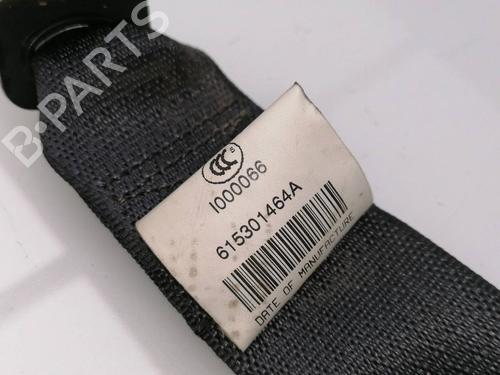 B-PARTS
CCC
B
I000066
615301464A
DATE OF MANUFACTURE